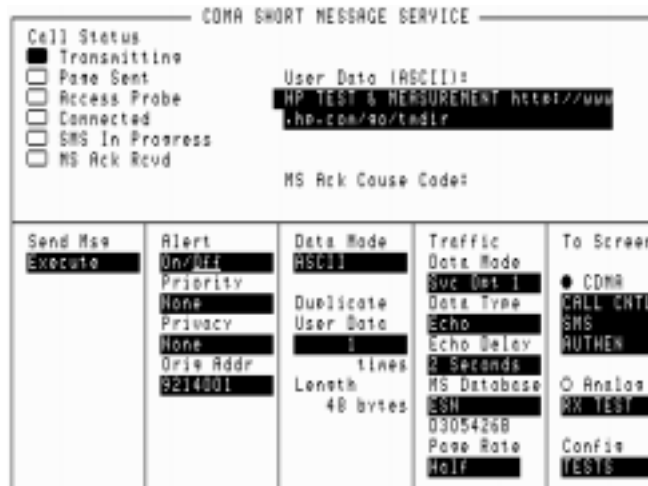 CDMA SHORT MESSAGE SERVICE
Call Status
Transmitting
Page Sent
Access Probe
Connected
SMS In Progress
MS Ack Rcvd
User Data (ASCII):
HP TEST & MEASUREMENT http://www
.hp.com/go/tmdir
MS Ack Cause Code:
Send Msg
Execute
Alert
On/Off
Priority
None
Privacy
None
Orig Addr
9214001
Data Mode
ASCII
Duplicate
User Data
1
times
Length
48 bytes
Traffic
Data Mode
Svc Opt 1
Data Type
Echo
Echo Delay
2 Seconds
MS Database
ESN
D305426B
Page Rate
Half
To Screen
CDMA
CALL CNTL
SMS
AUTHEN
Analog
RX TEST
Config
TESTS